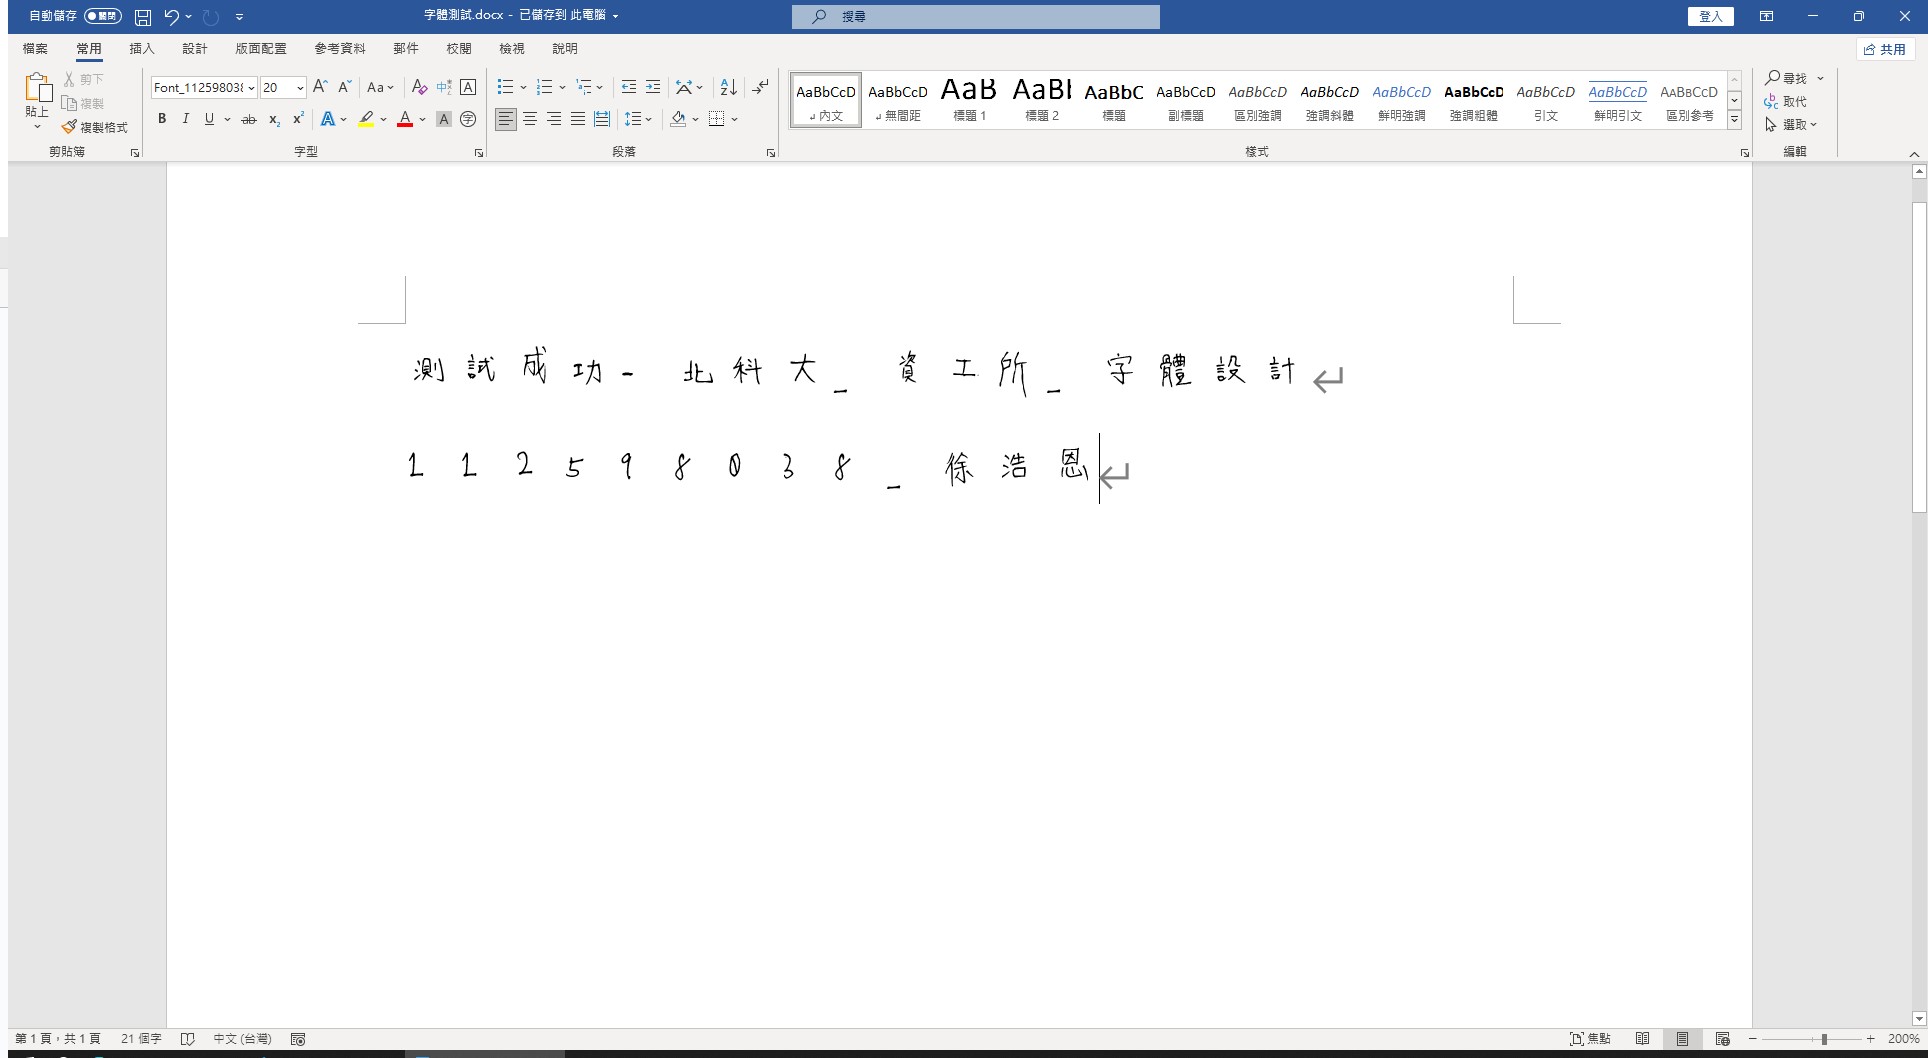 自動儲存 關閉 字體測試.docx - 已儲存到 此電腦 搜尋 登入
檔案 常用 插入 設計 版面配置 參考資料 郵件 校閱 檢視 說明 共用
貼上 剪下 複製 複製格式
Font_11259803 20 Aa A
B I U ab x₂ x² A A A 字
AaBbCcD AaBbCcD AaB AaBl AaBbC AaBbCcD AaBbCcD AaBbCcD AaBbCcD AaBbCcD AaBbCcD AaBbCcD AaBbCcD
內文 無間距 標題 1 標題 2 標題 副標題 區別強調 強調斜體 鮮明強調 強調粗體 引文 鮮明引文 區別參考
尋找 取代 選取
剪貼簿 字型 段落 樣式 編輯
測試成功- 北科大_ 資工所_ 字體設計
112598038_ 徐浩恩
第 1 頁，共 1 頁 21 個字 中文 (台灣) 焦點 200%